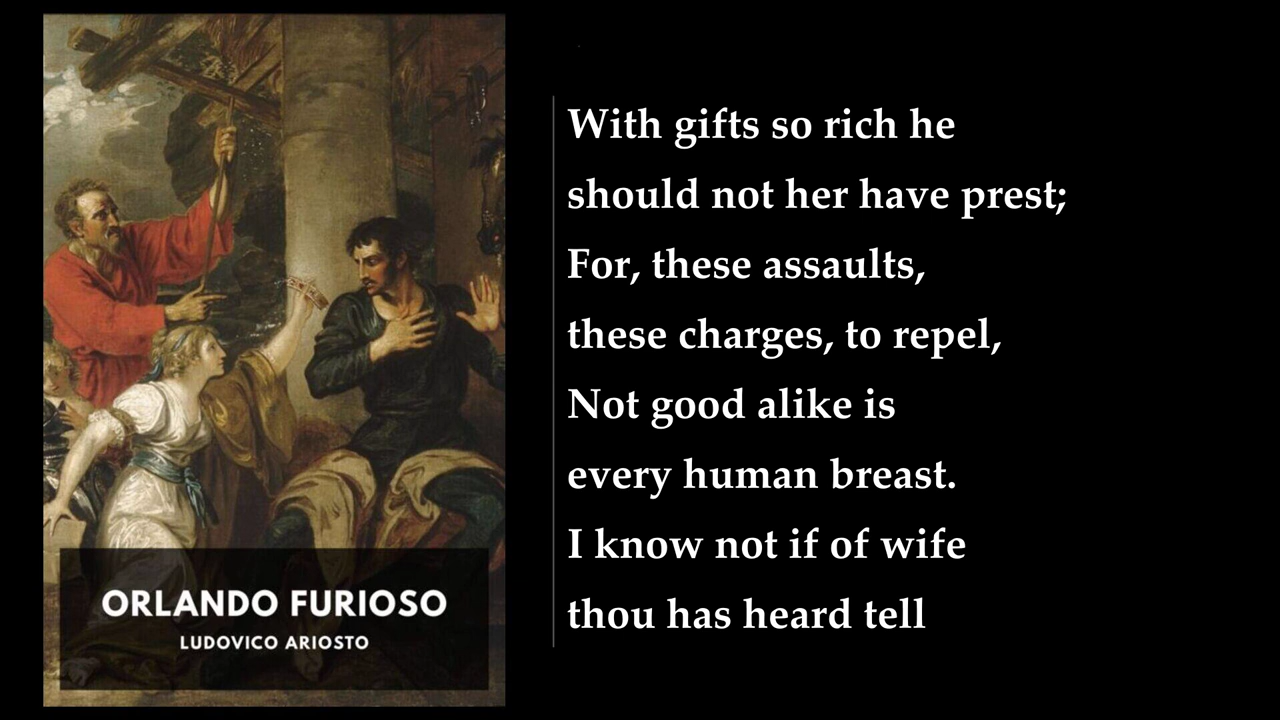 ORLANDO FURIOSO
LUDOVICO ARIOSTO
With gifts so rich he
should not her have prest;
For, these assaults,
these charges, to repel,
Not good alike is
every human breast.
I know not if of wife
thou has heard tell